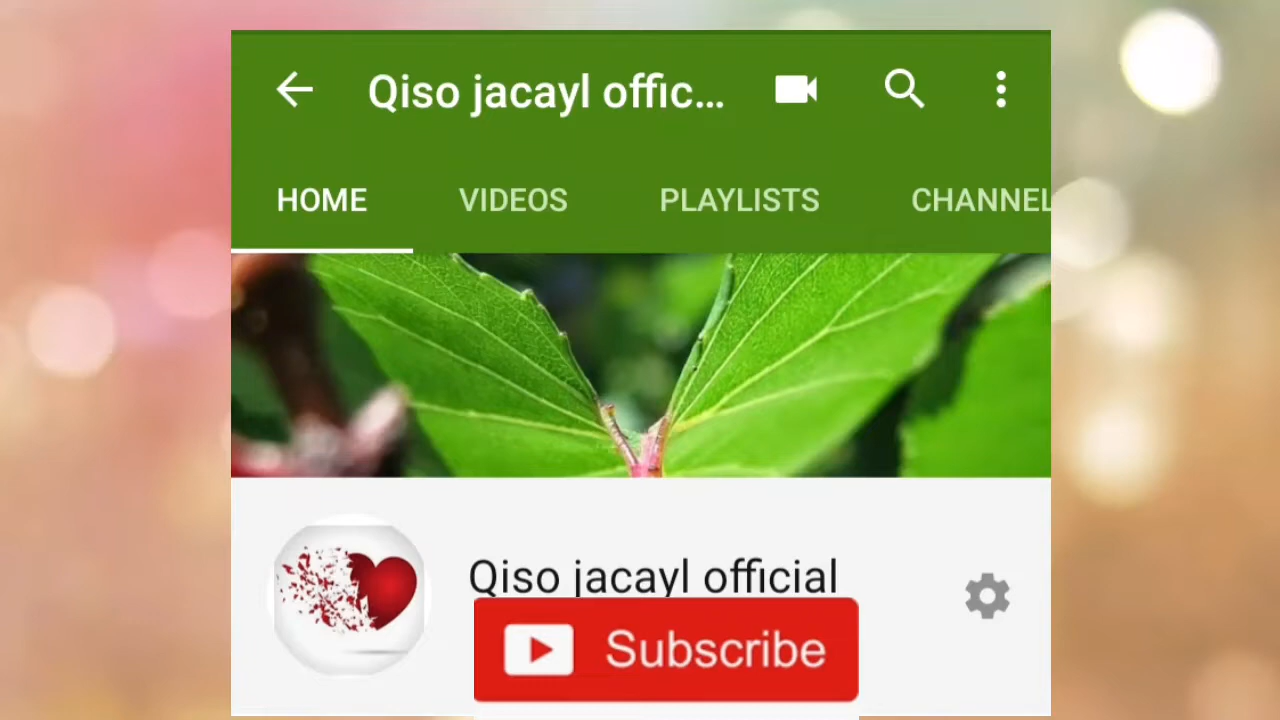 Qiso jacayl offic...
HOME VIDEOS PLAYLISTS CHANNEL
Qiso jacayl official
Subscribe